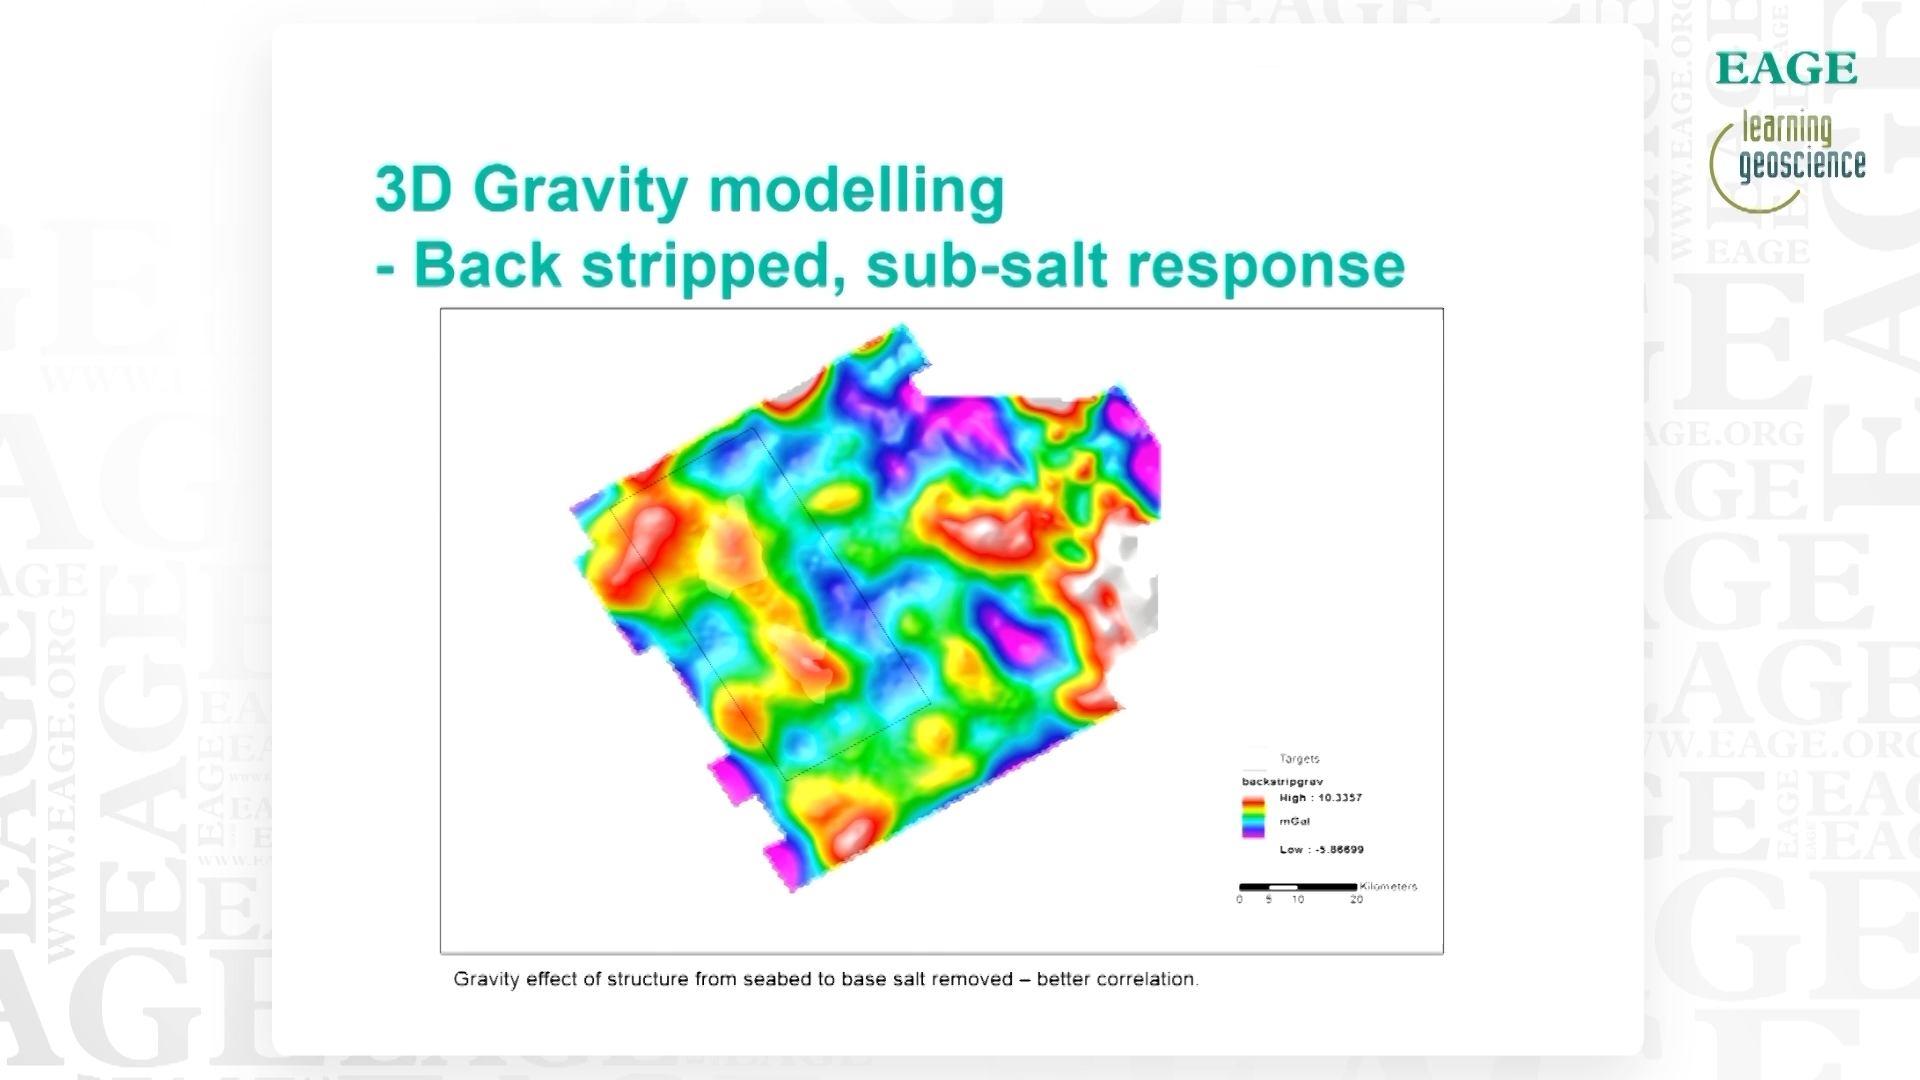 EAGE
learning
geoscience
3D Gravity modelling
- Back stripped, sub-salt response
Targets
backstripgrav
High : 10.3357
mGal
Low : -5.86699
Kilometers
0 5 10 20
Gravity effect of structure from seabed to base salt removed – better correlation.